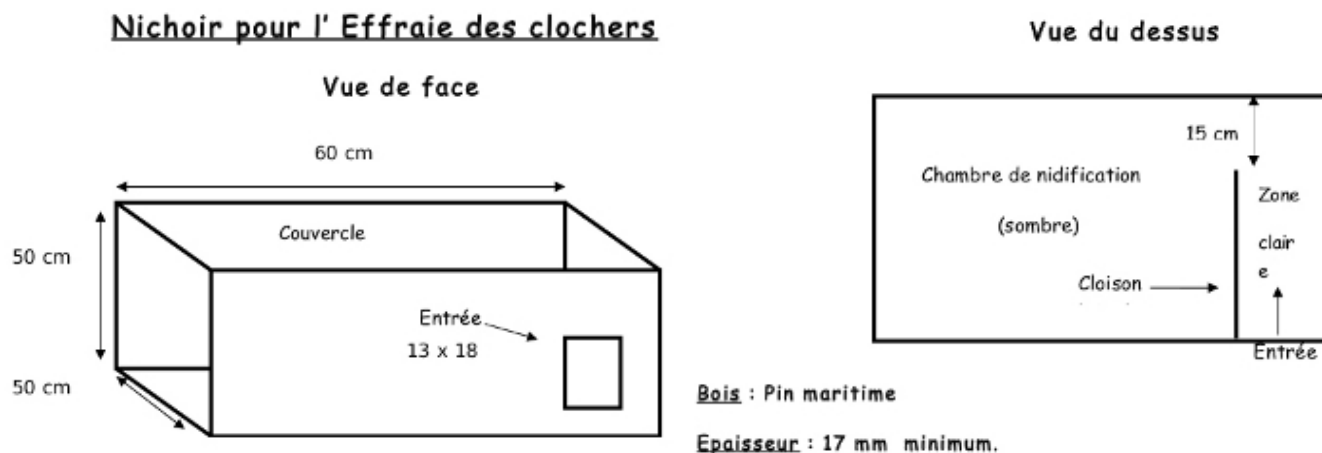 Nichoir pour l' Effraie des clochers
Vue de face
60 cm
50 cm
Couvercle
Entrée
13 x 18
50 cm
Vue du dessus
15 cm
Chambre de nidification
(sombre)
Zone
clair
e
Cloison
Entrée
Bois : Pin maritime
Epaisseur : 17 mm minimum.